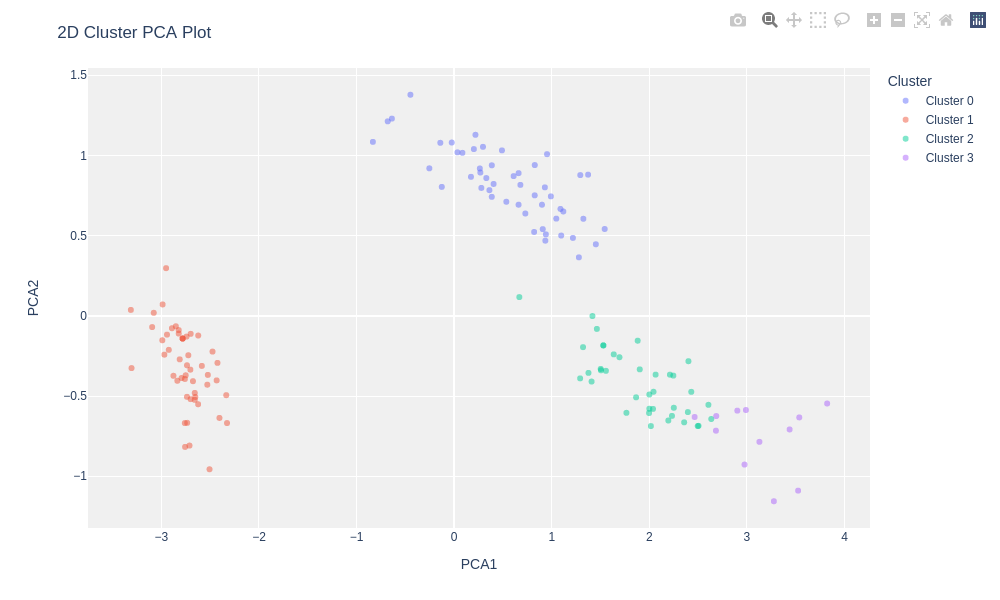 2D Cluster PCA Plot
Cluster
Cluster 0
Cluster 1
Cluster 2
Cluster 3
1.5
1
0.5
0
−0.5
−1
PCA2
−3
−2
−1
0
1
2
3
4
PCA1